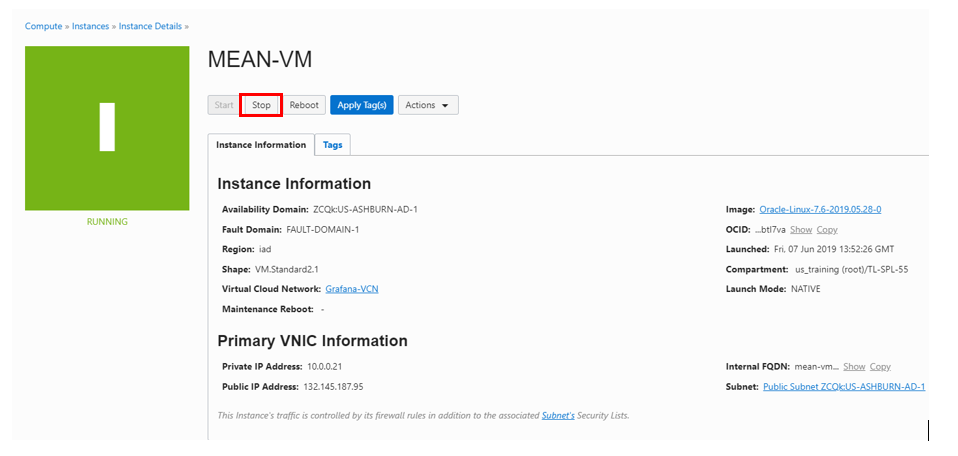 Compute » Instances » Instance Details »
MEAN-VM
Start Stop Reboot Apply Tag(s) Actions
Instance Information Tags
RUNNING
Instance Information
Availability Domain: ZCQk:US-ASHBURN-AD-1
Fault Domain: FAULT-DOMAIN-1
Region: iad
Shape: VM.Standard2.1
Virtual Cloud Network: Grafana-VCN
Maintenance Reboot: -
Image: Oracle-Linux-7.6-2019.05.28-0
OCID: ...btl7va Show Copy
Launched: Fri, 07 Jun 2019 13:52:26 GMT
Compartment: us_training (root)/TL-SPL-55
Launch Mode: NATIVE
Primary VNIC Information
Private IP Address: 10.0.0.21
Public IP Address: 132.145.187.95
Internal FQDN: mean-vm... Show Copy
Subnet: Public Subnet ZCQk:US-ASHBURN-AD-1
This Instance's traffic is controlled by its firewall rules in addition to the associated Subnet's Security Lists.